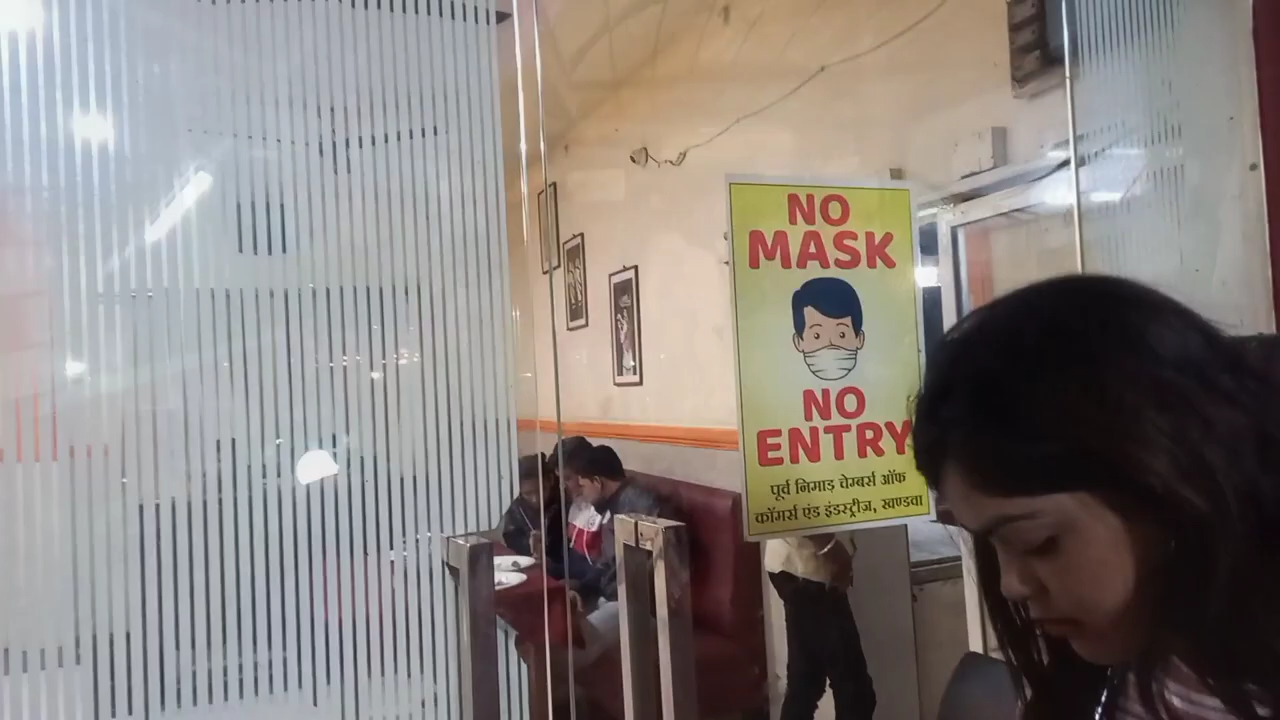 NO
MASK
NO
ENTRY
पूर्व निमाड़ चेम्बर्स ऑफ
कॉमर्स एंड इंडस्ट्रीज़, खण्डवा